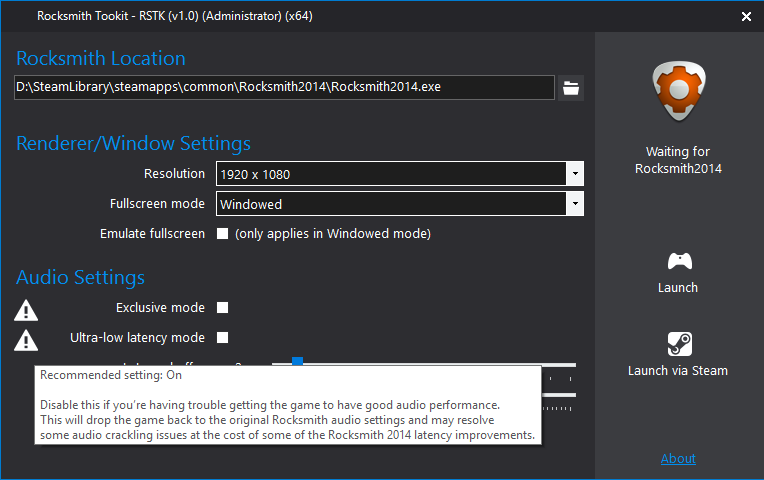 Rocksmith Tookit - RSTK (v1.0) (Administrator) (x64)
Rocksmith Location
D:\SteamLibrary\steamapps\common\Rocksmith2014\Rocksmith2014.exe
Renderer/Window Settings
Resolution
1920 x 1080
Fullscreen mode
Windowed
Emulate fullscreen
(only applies in Windowed mode)
Audio Settings
Exclusive mode
Ultra-low latency mode
Recommended setting: On
Disable this if you're having trouble getting the game to have good audio performance.
This will drop the game back to the original Rocksmith audio settings and may resolve
some audio crackling issues at the cost of some of the Rocksmith 2014 latency improvements.
Waiting for
Rocksmith2014
Launch
Launch via Steam
About